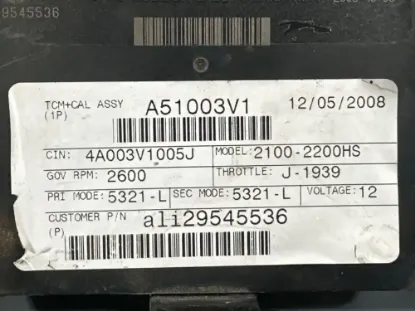 9545536
TCM+CAL ASSY A51003V1 12/05/2008
(1P)
CIN: 4A003V1005J MODEL: 2100-2200HS
GOV RPM: 2600 THROTTLE: J-1939
PRI MODE: 5321-L SEC MODE: 5321-L VOLTAGE: 12
CUSTOMER P/N ali29545536
(P)